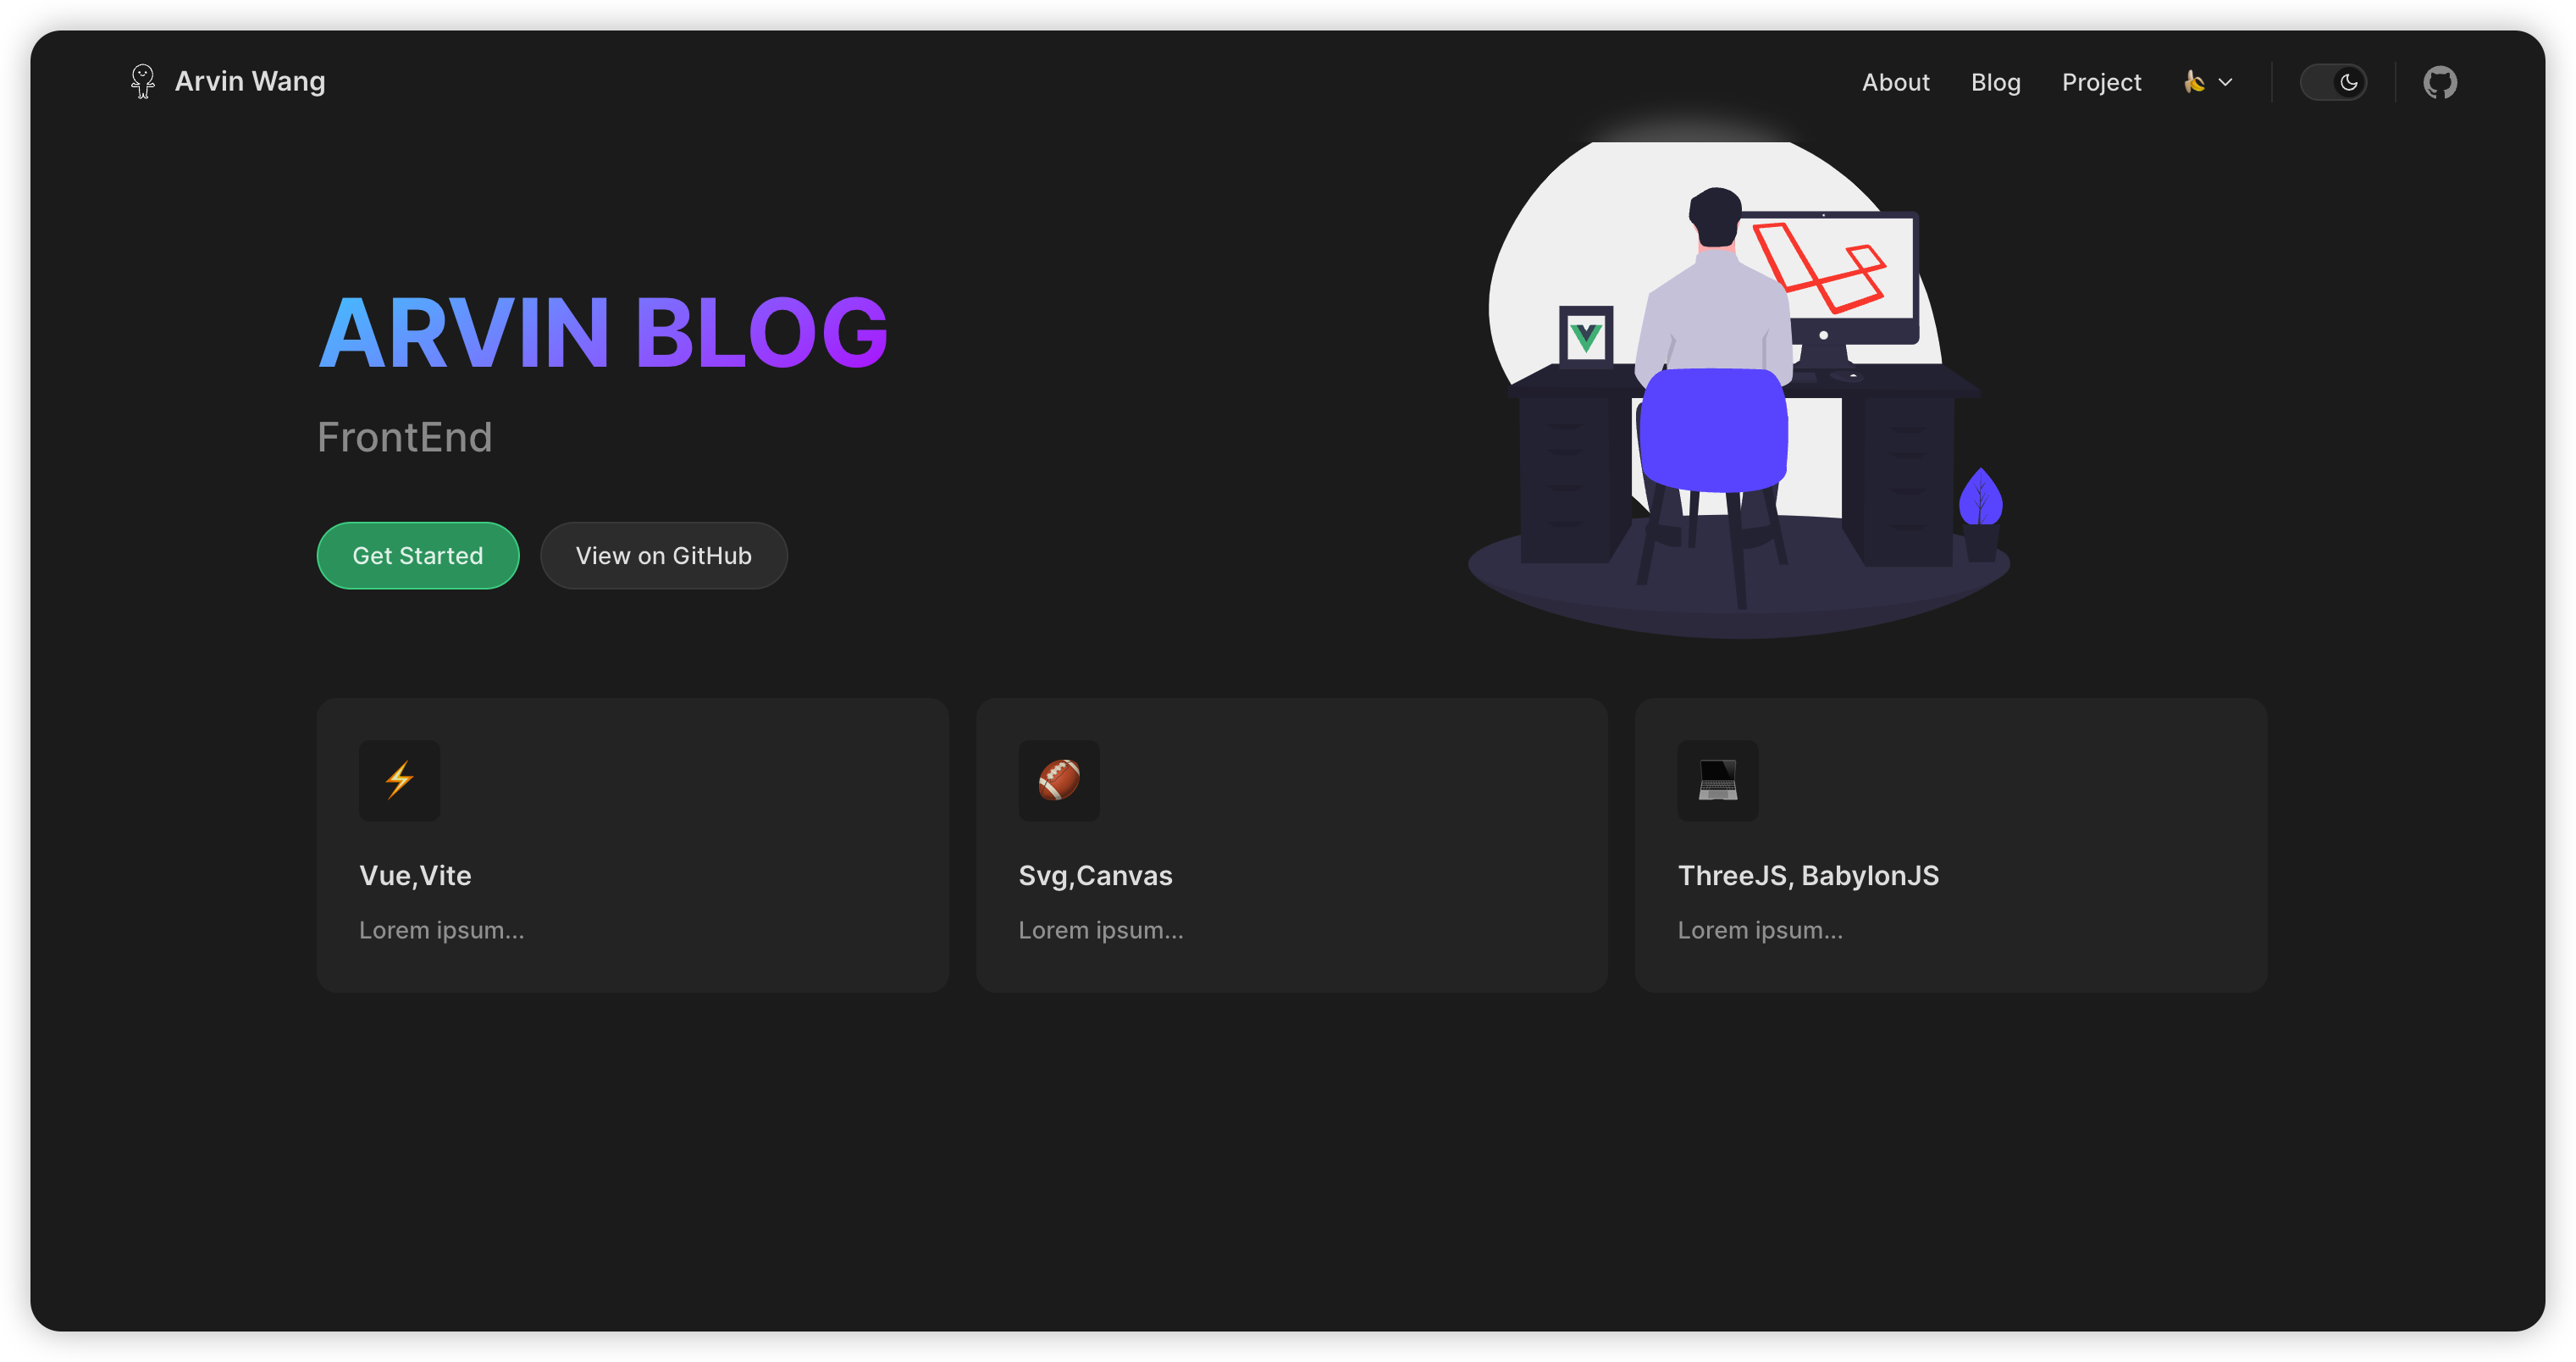 Arvin Wang
About Blog Project
ARVIN BLOG
FrontEnd
Get Started View on GitHub
Vue,Vite
Lorem ipsum...
Svg,Canvas
Lorem ipsum...
ThreeJS, BabylonJS
Lorem ipsum...